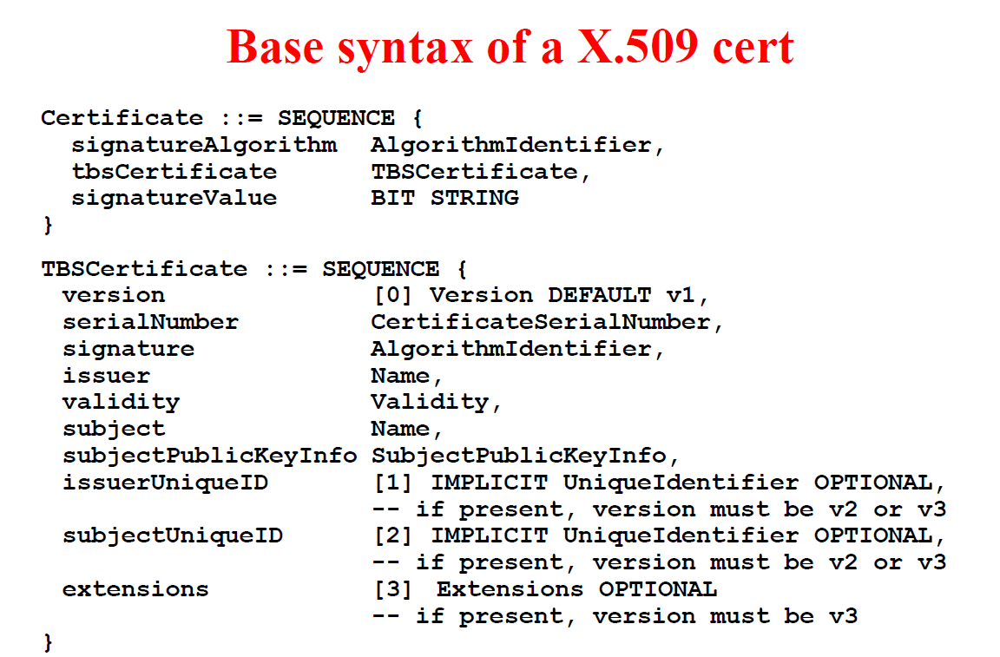 Base syntax of a X.509 cert
Certificate ::= SEQUENCE {
signatureAlgorithm AlgorithmIdentifier,
tbsCertificate TBSCertificate,
signatureValue BIT STRING
}
TBSCertificate ::= SEQUENCE {
version [0] Version DEFAULT v1,
serialNumber CertificateSerialNumber,
signature AlgorithmIdentifier,
issuer Name,
validity Validity,
subject Name,
subjectPublicKeyInfo SubjectPublicKeyInfo,
issuerUniqueID [1] IMPLICIT UniqueIdentifier OPTIONAL,
-- if present, version must be v2 or v3
subjectUniqueID [2] IMPLICIT UniqueIdentifier OPTIONAL,
-- if present, version must be v2 or v3
extensions [3] Extensions OPTIONAL
-- if present, version must be v3
}